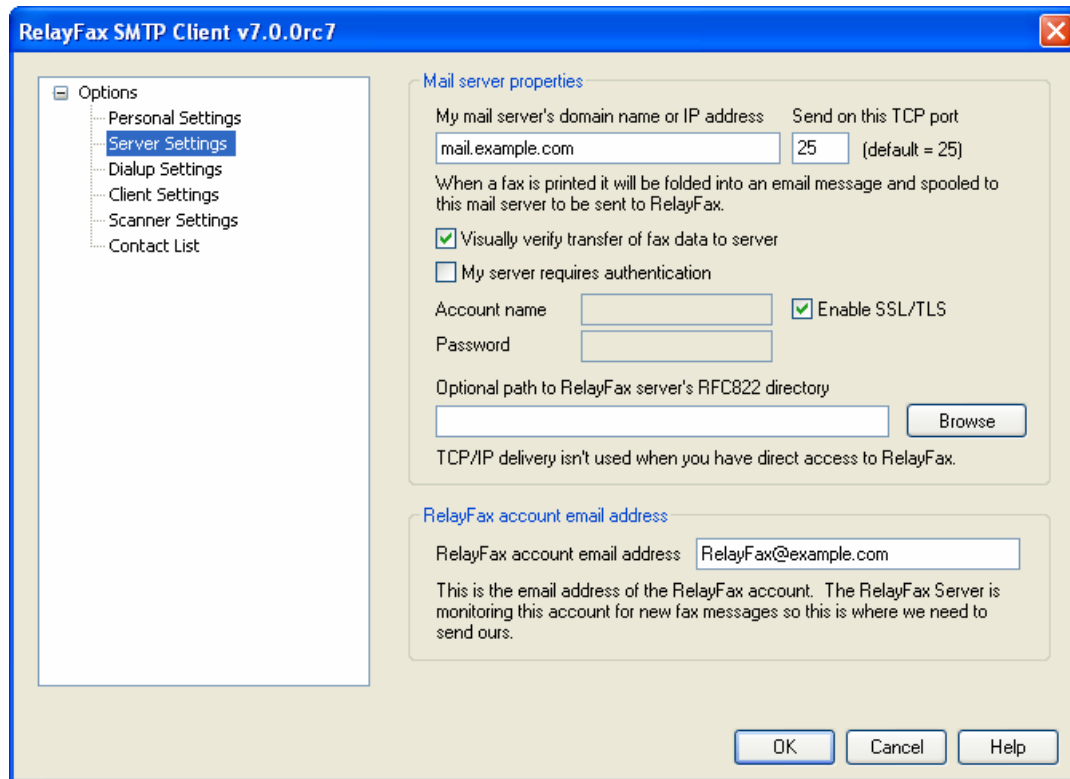 RelayFax SMTP Client v7.0.0rc7
Options
Personal Settings
Server Settings
Dialup Settings
Client Settings
Scanner Settings
Contact List
Mail server properties
My mail server's domain name or IP address Send on this TCP port
mail.example.com 25 (default = 25)
When a fax is printed it will be folded into an email message and spooled to
this mail server to be sent to RelayFax.
Visually verify transfer of fax data to server
My server requires authentication
Account name Enable SSL/TLS
Password
Optional path to RelayFax server's RFC822 directory
Browse
TCP/IP delivery isn't used when you have direct access to RelayFax.
RelayFax account email address
RelayFax account email address RelayFax@example.com
This is the email address of the RelayFax account. The RelayFax Server is
monitoring this account for new fax messages so this is where we need to
send ours.
OK Cancel Help